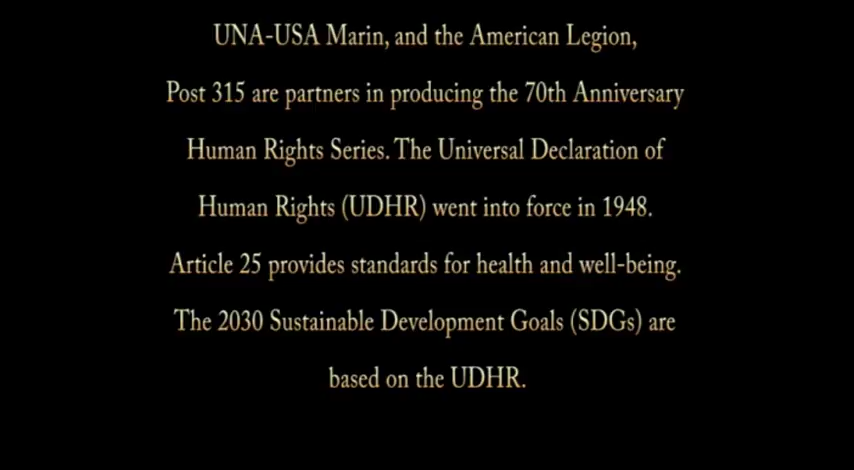 UNA-USA Marin, and the American Legion,
Post 315 are partners in producing the 70th Anniversary
Human Rights Series. The Universal Declaration of
Human Rights (UDHR) went into force in 1948.
Article 25 provides standards for health and well-being.
The 2030 Sustainable Development Goals (SDGs) are
based on the UDHR.